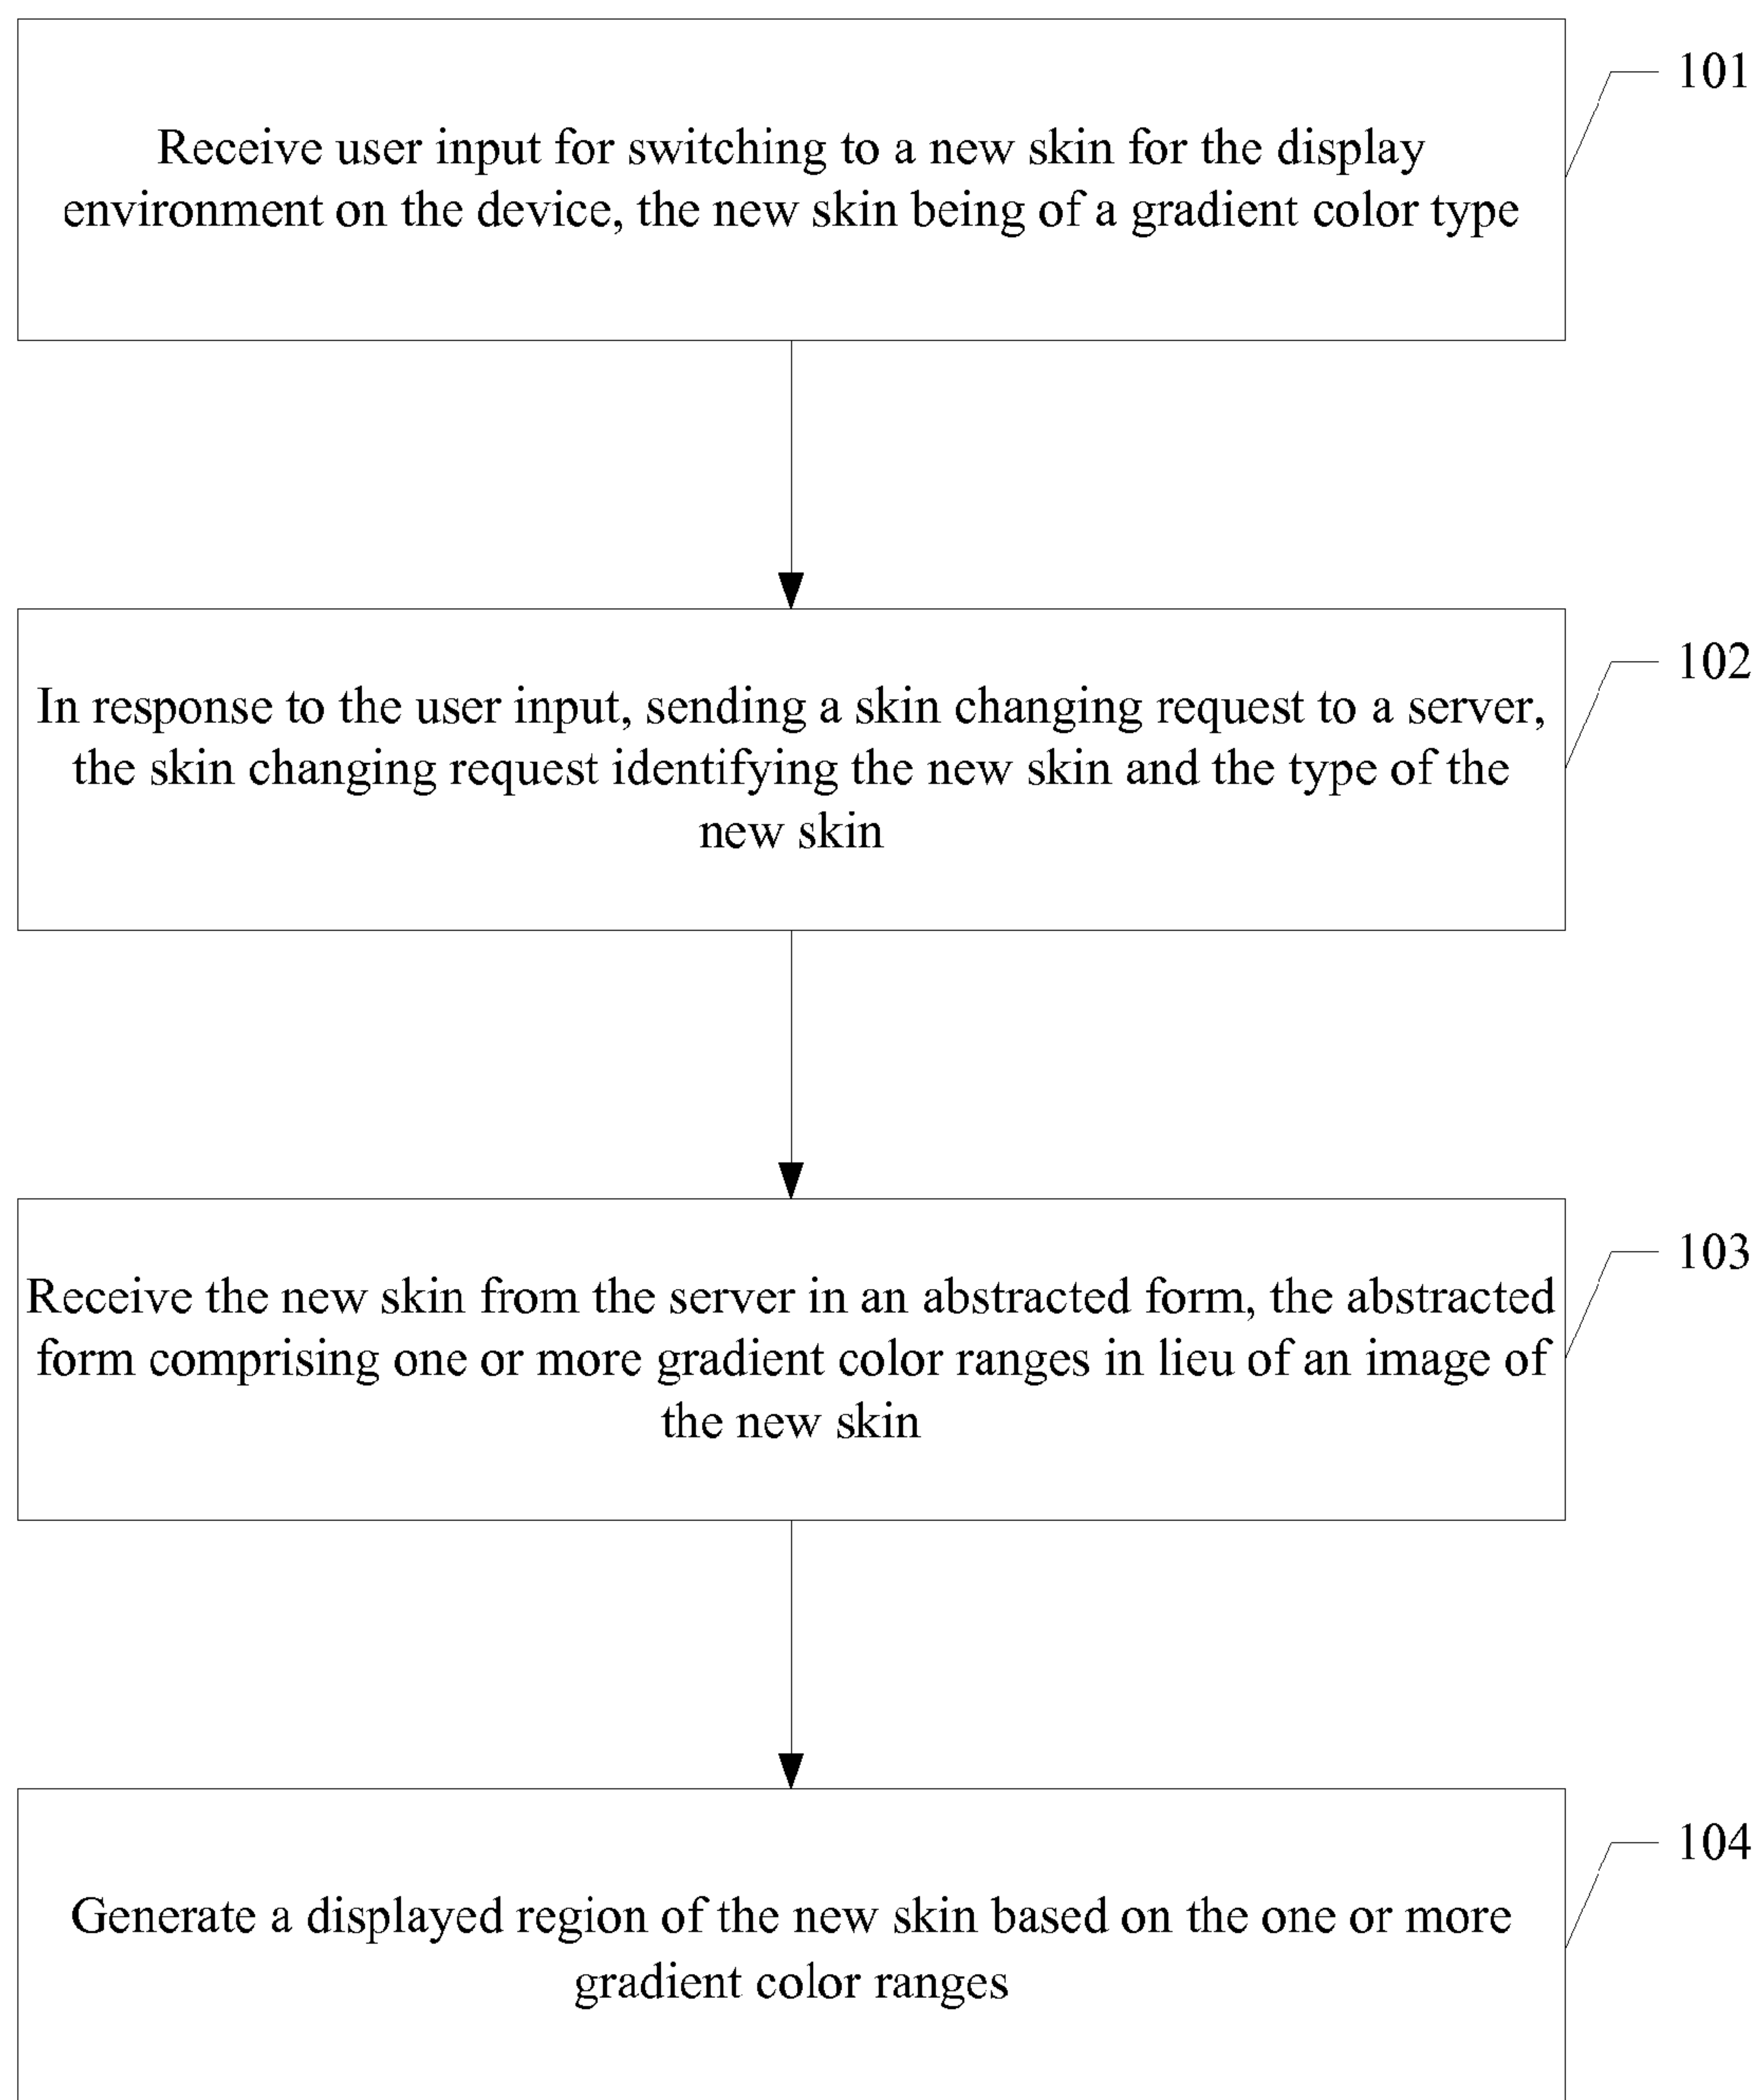 101
Receive user input for switching to a new skin for the display
environment on the device, the new skin being of a gradient color type
102
In response to the user input, sending a skin changing request to a server,
the skin changing request identifying the new skin and the type of the
new skin
103
Receive the new skin from the server in an abstracted form, the abstracted
form comprising one or more gradient color ranges in lieu of an image of
the new skin
104
Generate a displayed region of the new skin based on the one or more
gradient color ranges